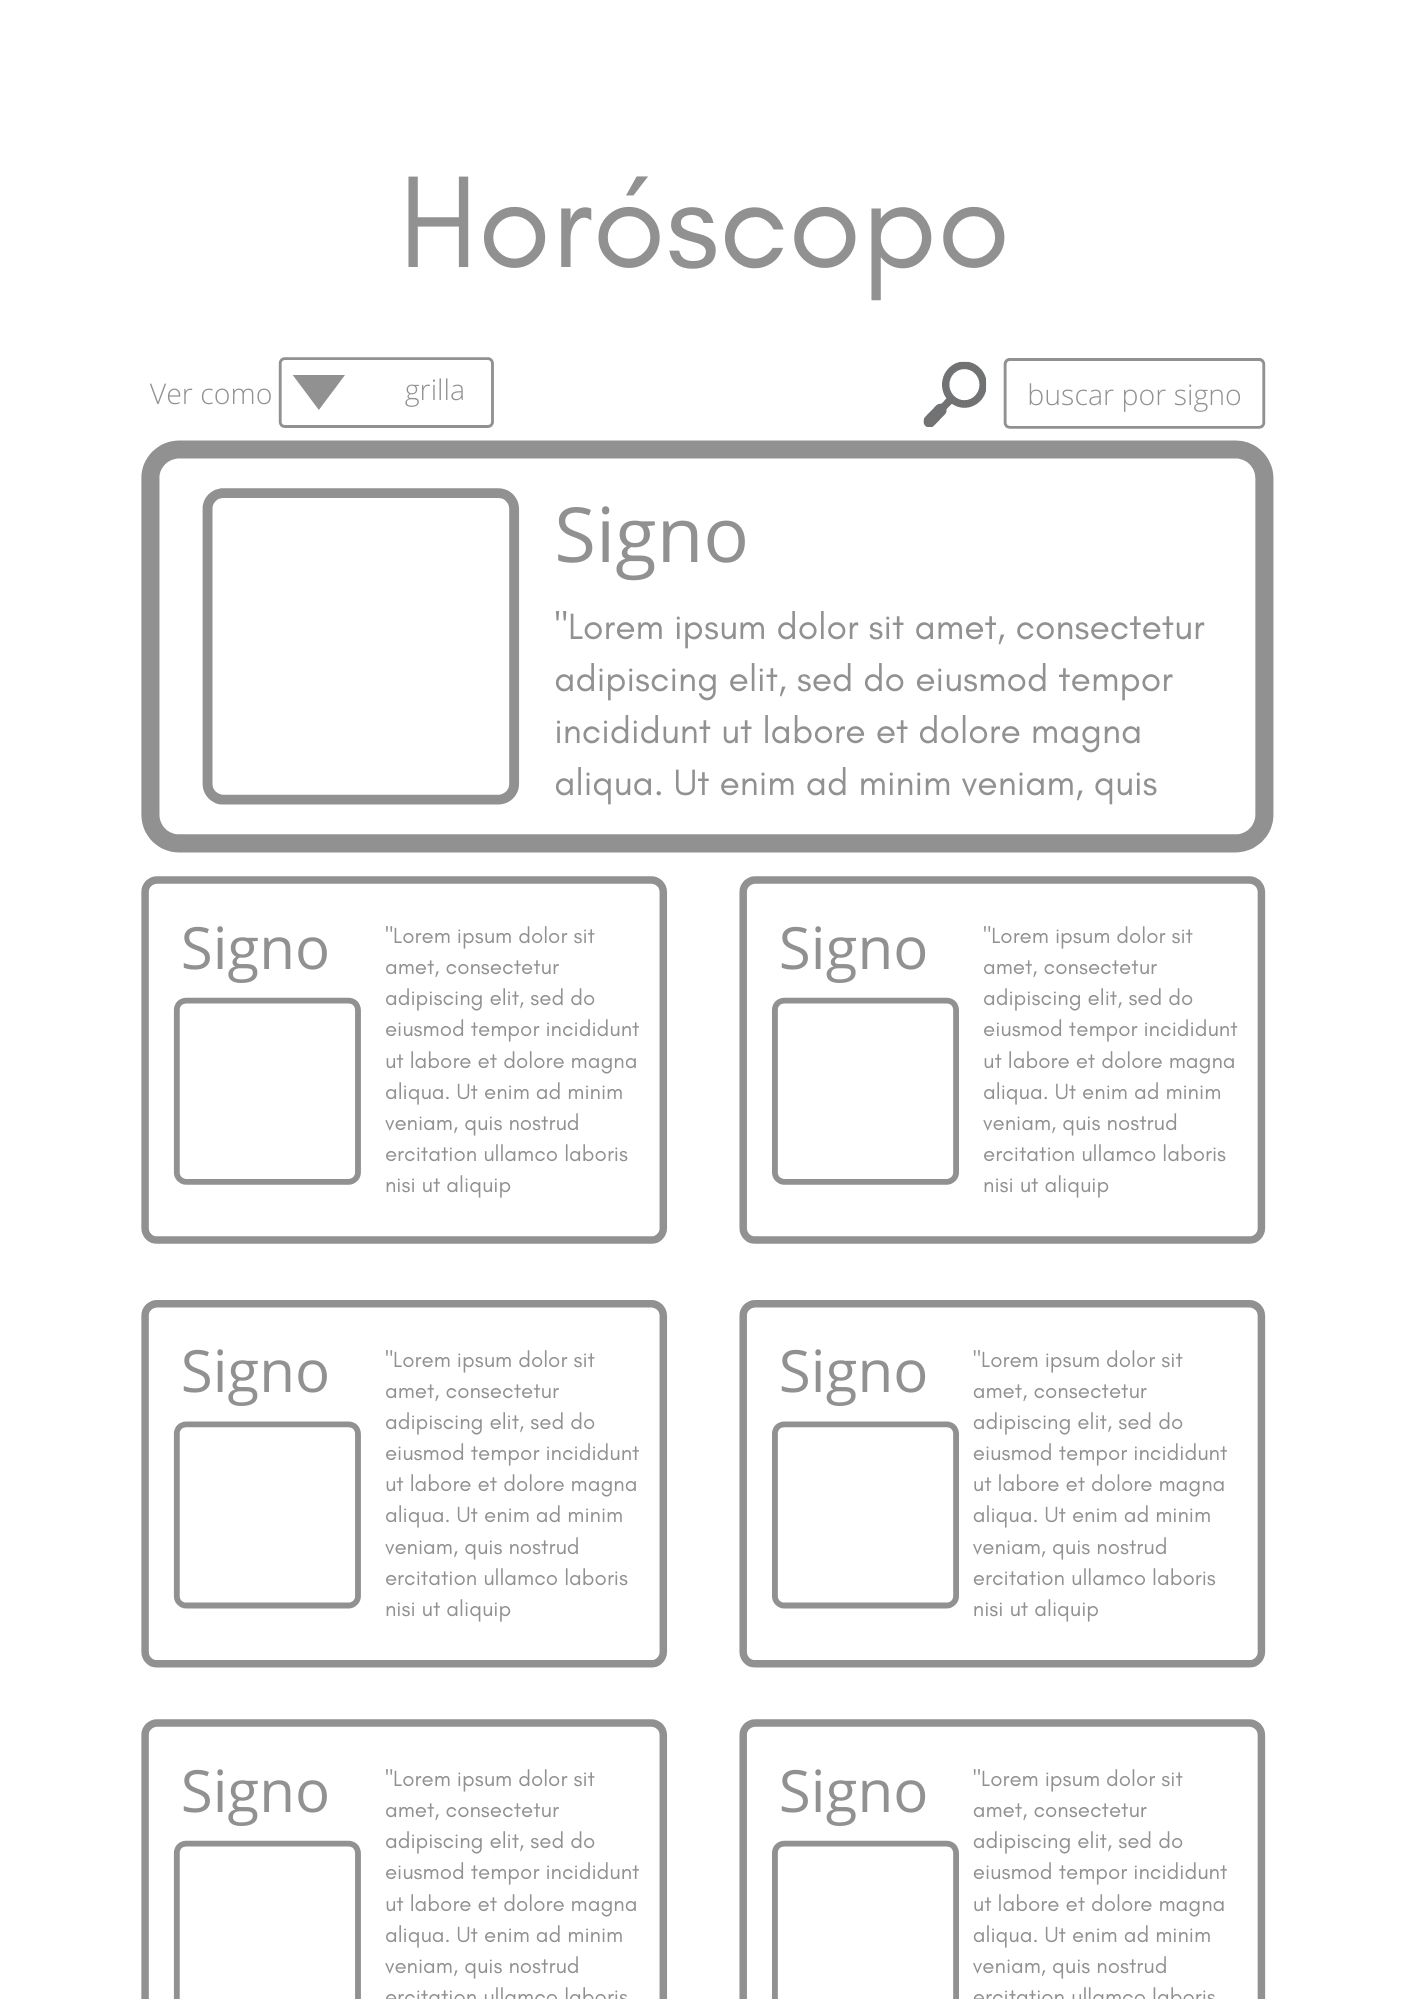 Horóscopo
Ver como
grilla
buscar por signo
Signo
"Lorem ipsum dolor sit amet, consectetur
adipiscing elit, sed do eiusmod tempor
incididunt ut labore et dolore magna
aliqua. Ut enim ad minim veniam, quis
Signo
"Lorem ipsum dolor sit
amet, consectetur
adipiscing elit, sed do
eiusmod tempor incididunt
ut labore et dolore magna
aliqua. Ut enim ad minim
veniam, quis nostrud
ercitation ullamco laboris
nisi ut aliquip
Signo
"Lorem ipsum dolor sit
amet, consectetur
adipiscing elit, sed do
eiusmod tempor incididunt
ut labore et dolore magna
aliqua. Ut enim ad minim
veniam, quis nostrud
ercitation ullamco laboris
nisi ut aliquip
Signo
"Lorem ipsum dolor sit
amet, consectetur
adipiscing elit, sed do
eiusmod tempor incididunt
ut labore et dolore magna
aliqua. Ut enim ad minim
veniam, quis nostrud
ercitation ullamco laboris
nisi ut aliquip
Signo
"Lorem ipsum dolor sit
amet, consectetur
adipiscing elit, sed do
eiusmod tempor incididunt
ut labore et dolore magna
aliqua. Ut enim ad minim
veniam, quis nostrud
ercitation ullamco laboris
nisi ut aliquip
Signo
"Lorem ipsum dolor sit
amet, consectetur
adipiscing elit, sed do
eiusmod tempor incididunt
ut labore et dolore magna
aliqua. Ut enim ad minim
veniam, quis nostrud
ercitation ullamco laboris
Signo
"Lorem ipsum dolor sit
amet, consectetur
adipiscing elit, sed do
eiusmod tempor incididunt
ut labore et dolore magna
aliqua. Ut enim ad minim
veniam, quis nostrud
ercitation ullamco laboris